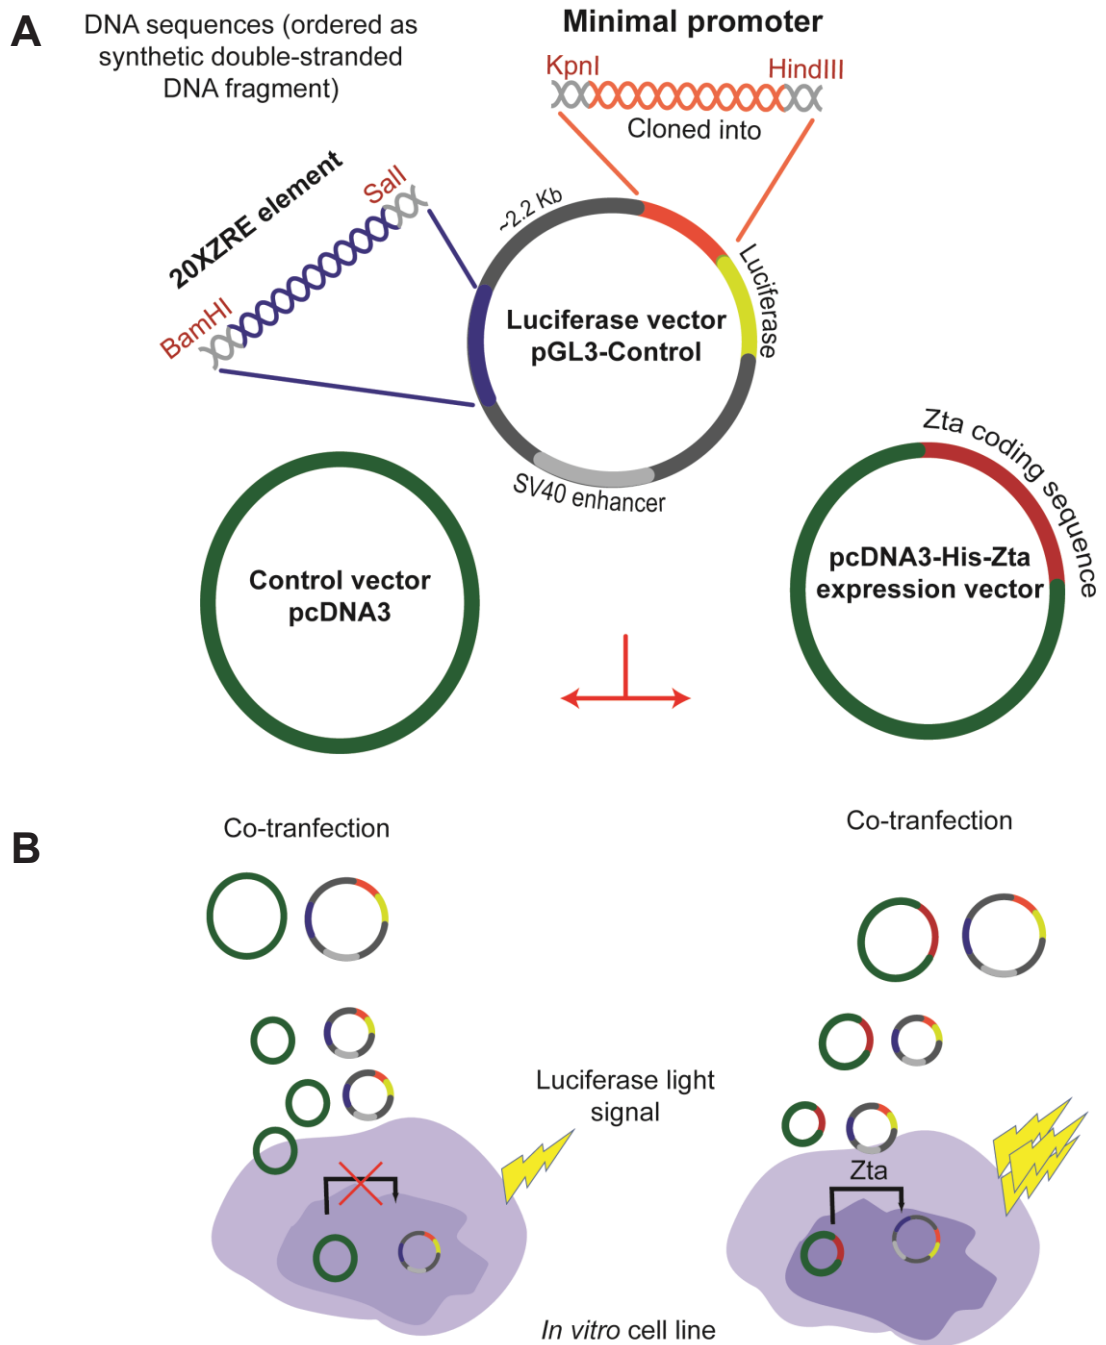 A
DNA sequences (ordered as
synthetic double-stranded
DNA fragment)
Minimal promoter
KpnI
HindIII
Cloned into
20XZRE element
SalI
BamHI
~2.2 Kb
Luciferase
Luciferase vector
pGL3-Control
SV40 enhancer
Control vector
pcDNA3
Zta coding sequence
pcDNA3-His-Zta
expression vector
B
Co-tranfection
Co-tranfection
Luciferase light
signal
Zta
In vitro cell line